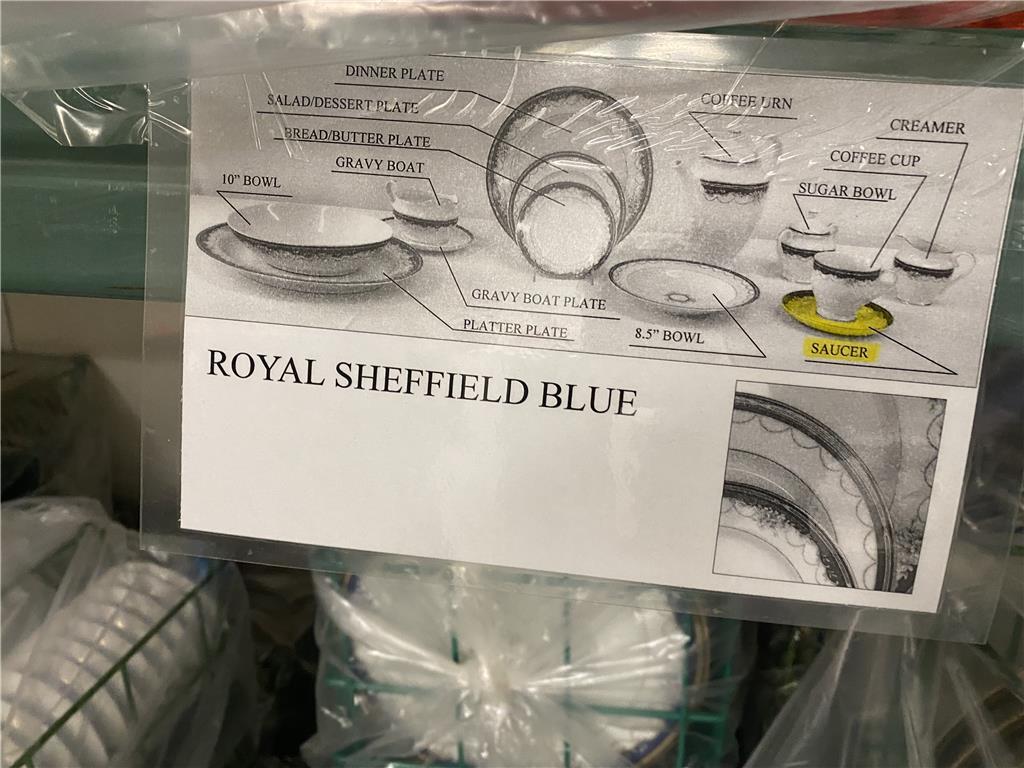 DINNER PLATE
SALAD/DESSERT PLATE
BREAD/BUTTER PLATE
GRAVY BOAT
10” BOWL
COFFEE URN
CREAMER
COFFEE CUP
SUGAR BOWL
GRAVY BOAT PLATE
PLATTER PLATE
8.5” BOWL
SAUCER
ROYAL SHEFFIELD BLUE